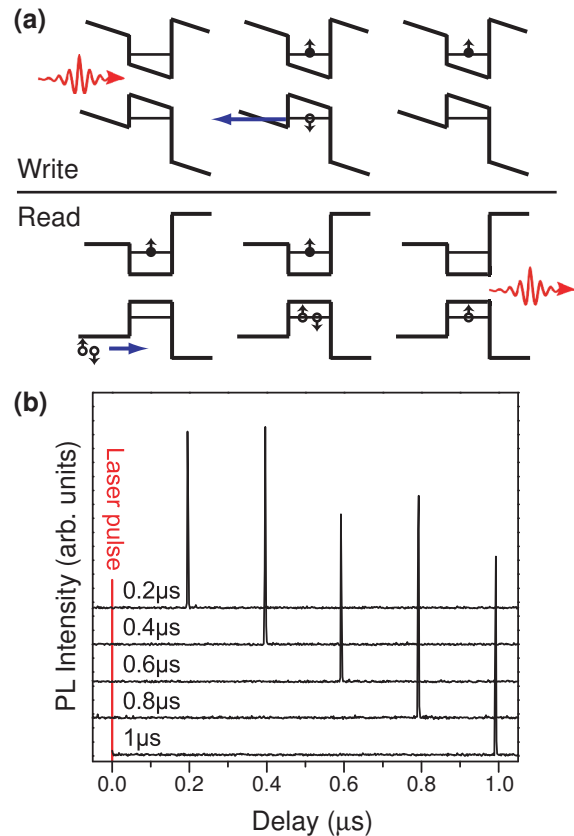 (a)
Write
Read
(b)
PL Intensity (arb. units)
Laser pulse
0.2μs
0.4μs
0.6μs
0.8μs
1μs
0.0 0.2 0.4 0.6 0.8 1.0
Delay (μs)